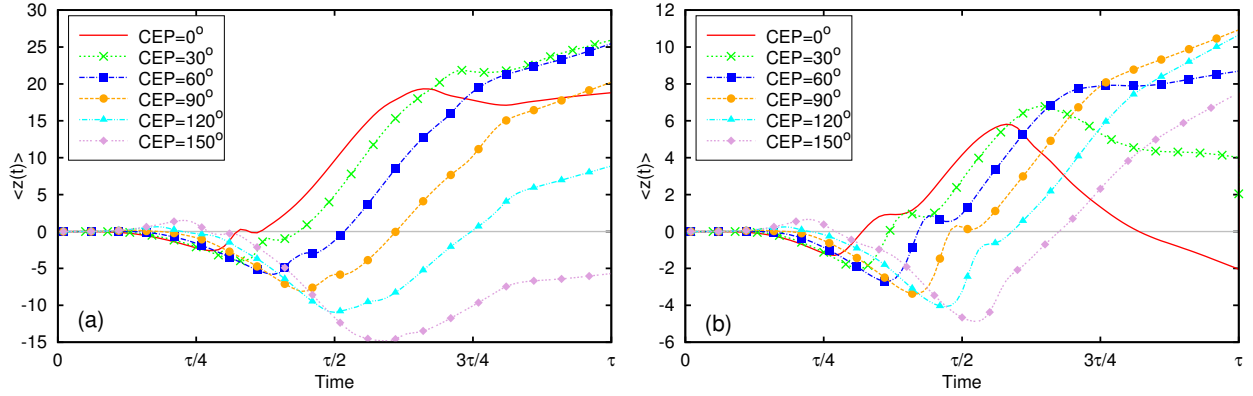 <z(t)>
30
25
20
15
10
5
0
-5
-10
-15
CEP=0°
CEP=30°
CEP=60°
CEP=90°
CEP=120°
CEP=150°
(a)
0
τ/4
τ/2
3τ/4
τ
Time
<z(t)>
12
10
8
6
4
2
0
-2
-4
-6
CEP=0°
CEP=30°
CEP=60°
CEP=90°
CEP=120°
CEP=150°
(b)
0
τ/4
τ/2
3τ/4
τ
Time